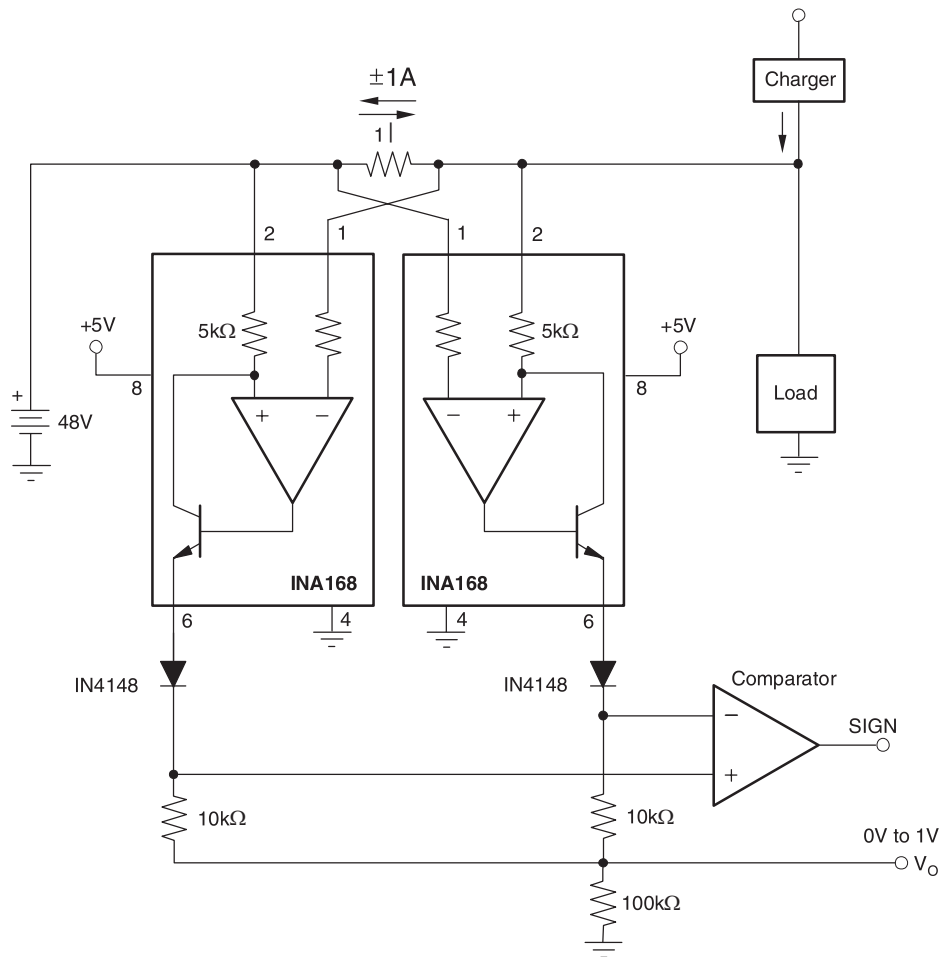 Charger
±1A
1I
2
1
1
2
+5V
5kΩ
5kΩ
+5V
8
8
+
48V
+
–
–
+
Load
INA168
INA168
6
4
4
6
IN4148
IN4148
Comparator
–
SIGN
+
10kΩ
10kΩ
0V to 1V
VO
100kΩ